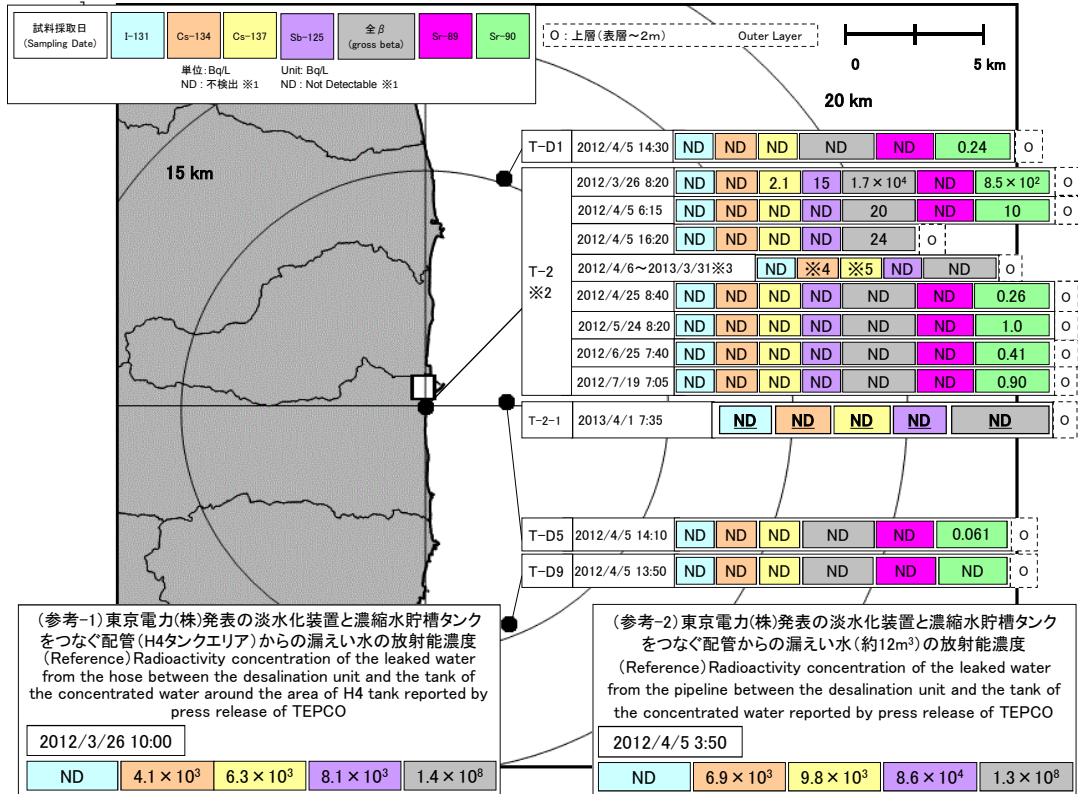 試料採取日
(Sampling Date)
I-131
Cs-134
Cs-137
Sb-125
全β
(gross beta)
Sr-89
Sr-90
単位:Bq/L
Unit: Bq/L
ND : 不検出 ※1
ND : Not Detectable ※1
O : 上層(表層~2m)
Outer Layer
0
5 km
20 km
15 km
T-D1 2012/4/5 14:30 ND ND ND ND ND 0.24 O
T-2
※2
2012/3/26 8:20 ND ND 2.1 15 1.7×10⁴ ND 8.5×10² O
2012/4/5 6:15 ND ND ND ND 20 ND 10 O
2012/4/5 16:20 ND ND ND ND 24 O
2012/4/6~2013/3/31※3 ND ※4 ※5 ND ND O
2012/4/25 8:40 ND ND ND ND ND ND 0.26 O
2012/5/24 8:20 ND ND ND ND ND ND 1.0 O
2012/6/25 7:40 ND ND ND ND ND ND 0.41 O
2012/7/19 7:05 ND ND ND ND ND ND 0.90 O
T-2-1 2013/4/1 7:35 ND ND ND ND ND O
T-D5 2012/4/5 14:10 ND ND ND ND ND 0.061 O
T-D9 2012/4/5 13:50 ND ND ND ND ND ND O
(参考-1)東京電力(株)発表の淡水化装置と濃縮水貯槽タンク
をつなぐ配管(H4タンクエリア)からの漏えい水の放射能濃度
(Reference)Radioactivity concentration of the leaked water
from the hose between the desalination unit and the tank of
the concentrated water around the area of H4 tank reported by
press release of TEPCO
2012/3/26 10:00
ND 4.1×10³ 6.3×10³ 8.1×10³ 1.4×10⁸
(参考-2)東京電力(株)発表の淡水化装置と濃縮水貯槽タンク
をつなぐ配管からの漏えい水(約12m³)の放射能濃度
(Reference)Radioactivity concentration of the leaked water
from the pipeline between the desalination unit and the tank of
the concentrated water reported by press release of TEPCO
2012/4/5 3:50
ND 6.9×10³ 9.8×10³ 8.6×10⁴ 1.3×10⁸